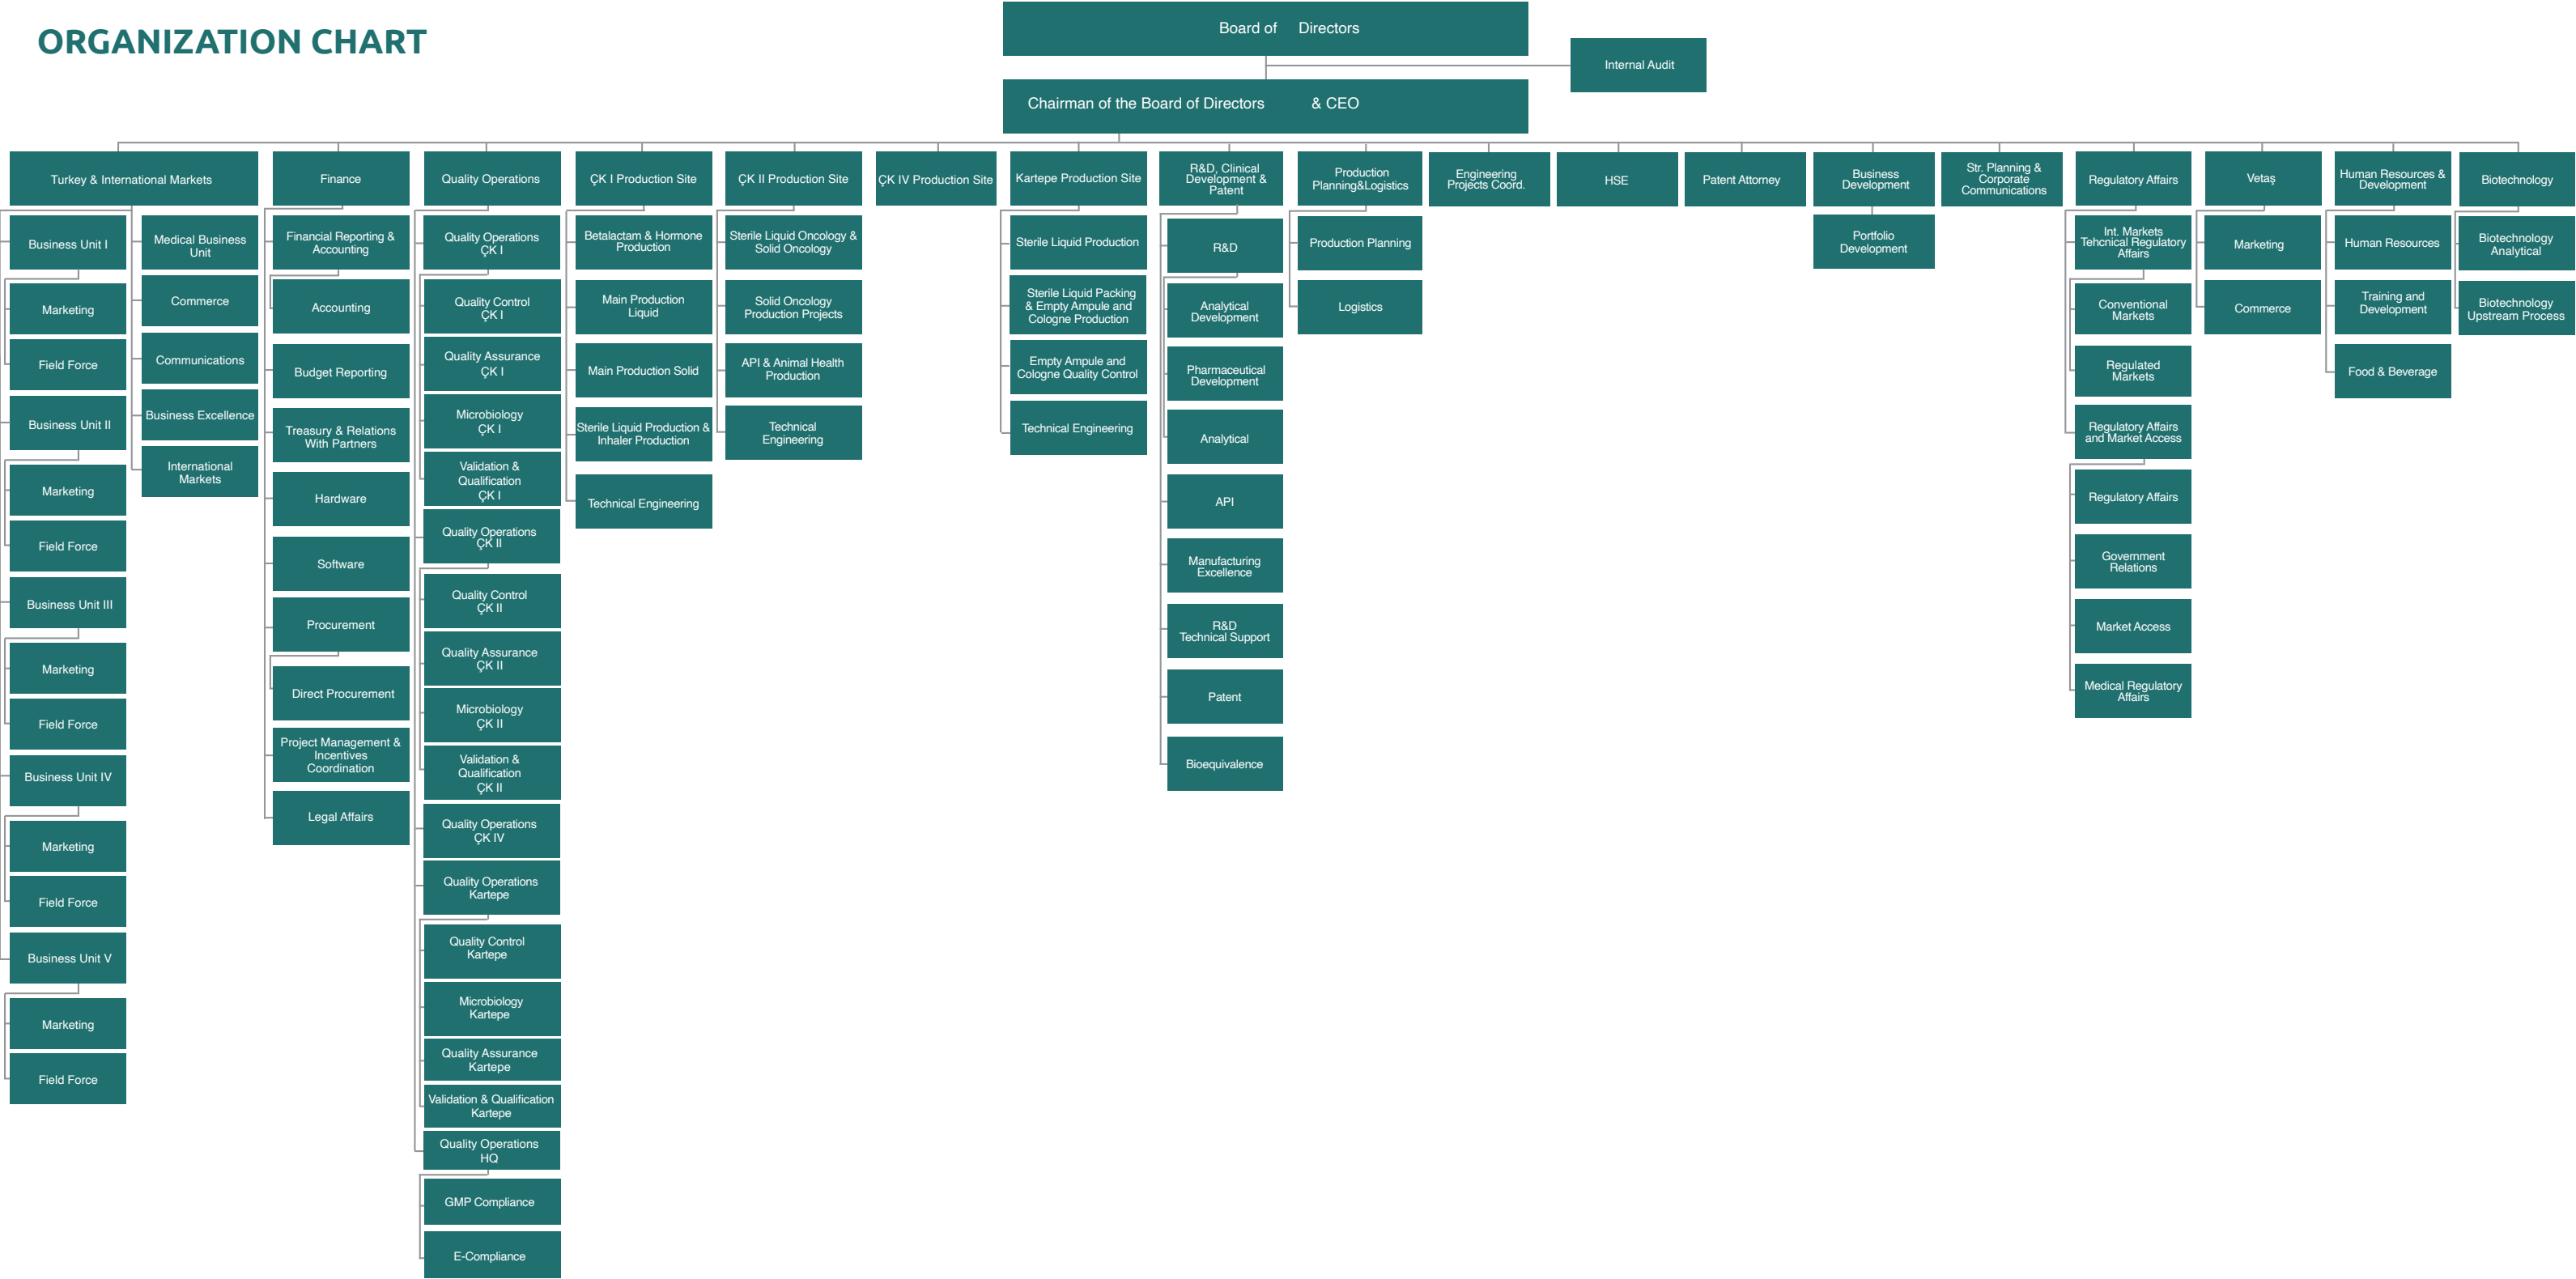 ORGANIZATION CHART
Board of Directors
Internal Audit
Chairman of the Board of Directors & CEO
Turkey & International Markets
Business Unit I
Marketing
Field Force
Business Unit II
Marketing
Field Force
Business Unit III
Marketing
Field Force
Business Unit IV
Marketing
Field Force
Business Unit V
Marketing
Field Force
Medical Business
Unit
Commerce
Communications
Business Excellence
International
Markets
Finance
Financial Reporting &
Accounting
Accounting
Budget Reporting
Treasury & Relations
With Partners
Hardware
Software
Procurement
Direct Procurement
Project Management &
Incentives
Coordination
Legal Affairs
Quality Operations
Quality Operations
ÇK I
Quality Control
ÇK I
Quality Assurance
ÇK I
Microbiology
ÇK I
Validation &
Qualification
ÇK I
Quality Operations
ÇK II
Quality Control
ÇK II
Quality Assurance
ÇK II
Microbiology
ÇK II
Validation &
Qualification
ÇK II
Quality Operations
ÇK IV
Quality Operations
Kartepe
Quality Control
Kartepe
Microbiology
Kartepe
Quality Assurance
Kartepe
Validation & Qualification
Kartepe
Quality Operations
HQ
GMP Compliance
E-Compliance
ÇK I Production Site
Betalactam & Hormone
Production
Main Production
Liquid
Main Production Solid
Sterile Liquid Production &
Inhaler Production
Technical Engineering
ÇK II Production Site
Sterile Liquid Oncology &
Solid Oncology
Solid Oncology
Production Projects
API & Animal Health
Production
Technical
Engineering
ÇK IV Production Site
Kartepe Production Site
Sterile Liquid Production
Sterile Liquid Packing
& Empty Ampule and
Cologne Production
Empty Ampule and
Cologne Quality Control
Technical Engineering
R&D, Clinical
Development &
Patent
R&D
Analytical
Development
Pharmaceutical
Development
Analytical
API
Manufacturing
Excellence
R&D
Technical Support
Patent
Bioequivalence
Production
Planning&Logistics
Production Planning
Logistics
Engineering
Projects Coord.
HSE
Patent Attorney
Business
Development
Portfolio
Development
Str. Planning &
Corporate
Communications
Regulatory Affairs
Int. Markets
Tehcnical Regulatory
Affairs
Conventional
Markets
Regulated
Markets
Regulatory Affairs
and Market Access
Regulatory Affairs
Government
Relations
Market Access
Medical Regulatory
Affairs
Vetaş
Marketing
Commerce
Human Resources &
Development
Human Resources
Training and
Development
Food & Beverage
Biotechnology
Biotechnology
Analytical
Biotechnology
Upstream Process